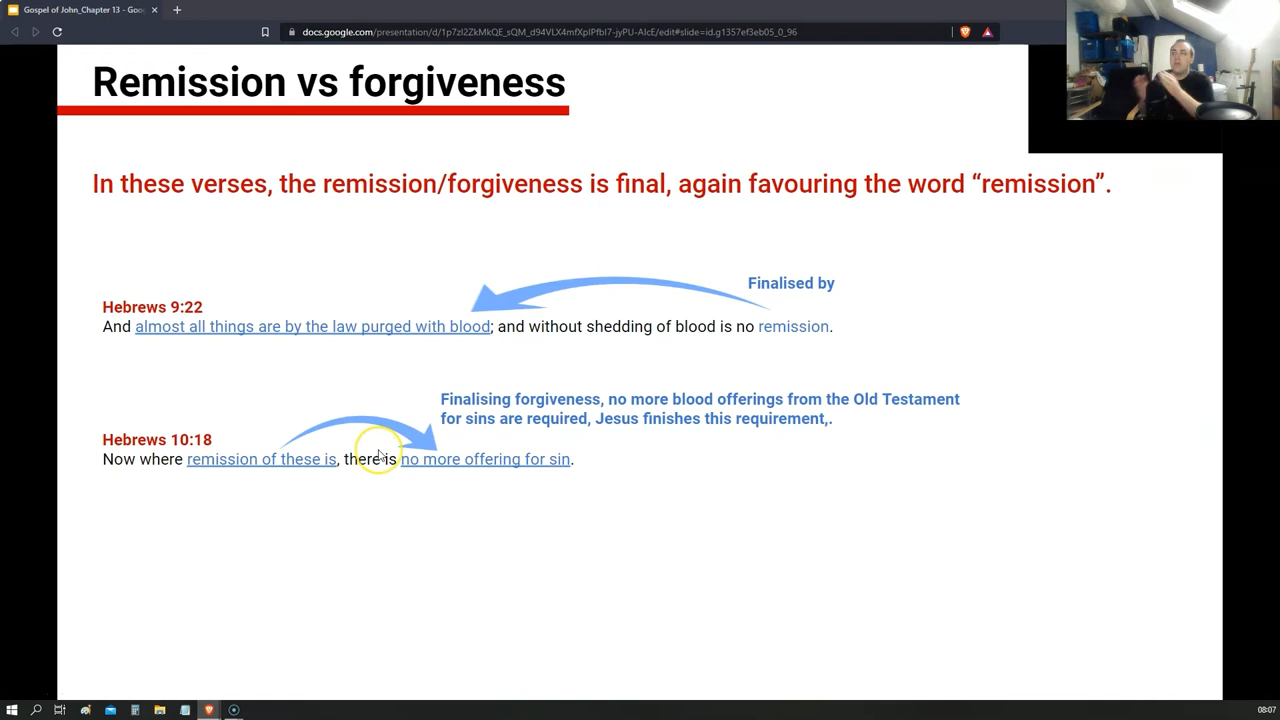 Gospel of John_Chapter 13 - Goo
docs.google.com/presentation/d/1p7zl2ZkMkQE_sQM_d94VLX4mfXpIPfbI7-jyPU-AIcE/edit#slide=id.g1357ef3eb05_0_96
Remission vs forgiveness
In these verses, the remission/forgiveness is final, again favouring the word “remission”.
Finalised by
Hebrews 9:22
And almost all things are by the law purged with blood; and without shedding of blood is no remission.
Finalising forgiveness, no more blood offerings from the Old Testament
for sins are required, Jesus finishes this requirement,.
Hebrews 10:18
Now where remission of these is, there is no more offering for sin.
08:07